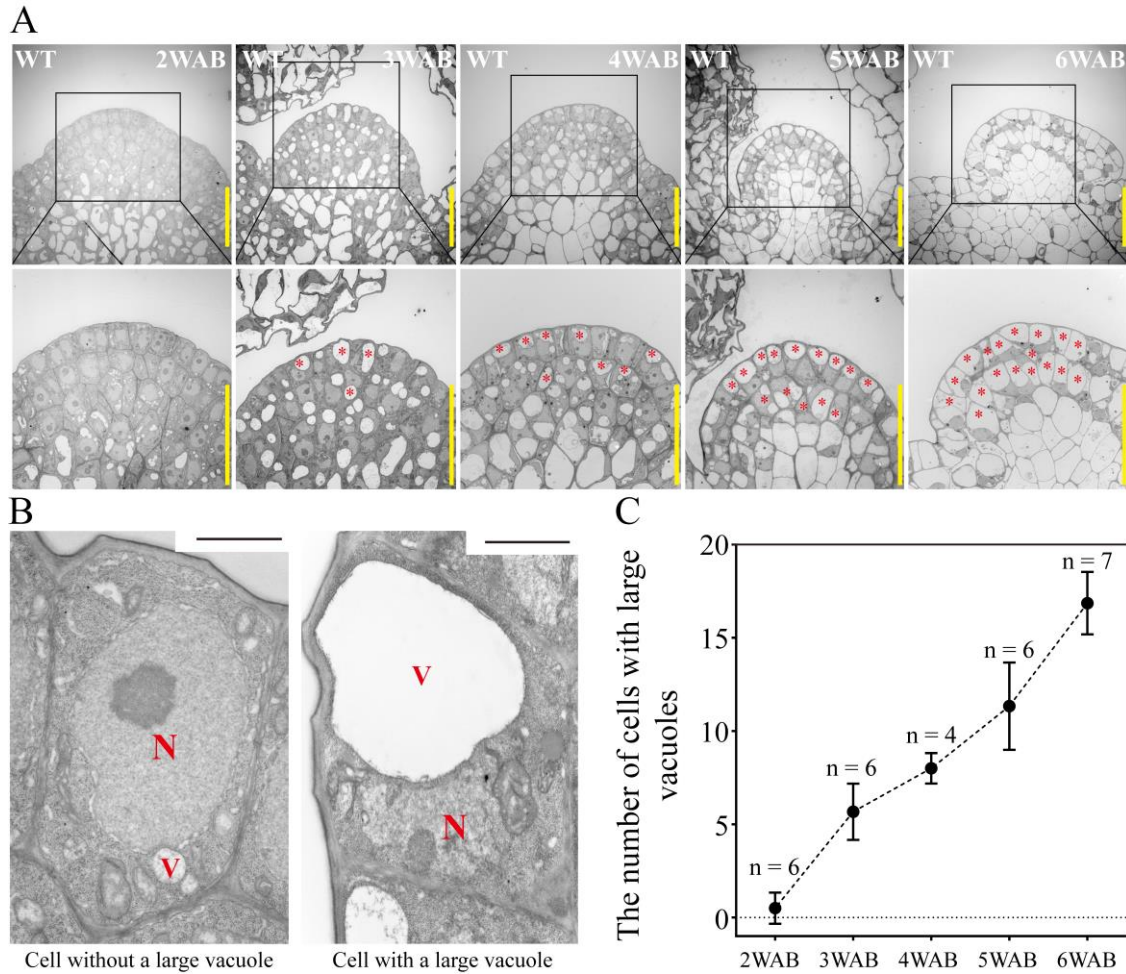 A
WT 2WAB
WT 3WAB
WT 4WAB
WT 5WAB
WT 6WAB
* * * *
* * * * * * * *
* * * * * * * * * * * * * *
* * * * * * * * * * * * * * * * * *
B
N
V
Cell without a large vacuole
V
N
Cell with a large vacuole
C
The number of cells with large
vacuoles
20
15
10
5
0
n = 6
n = 6
n = 4
n = 6
n = 7
2WAB 3WAB 4WAB 5WAB 6WAB